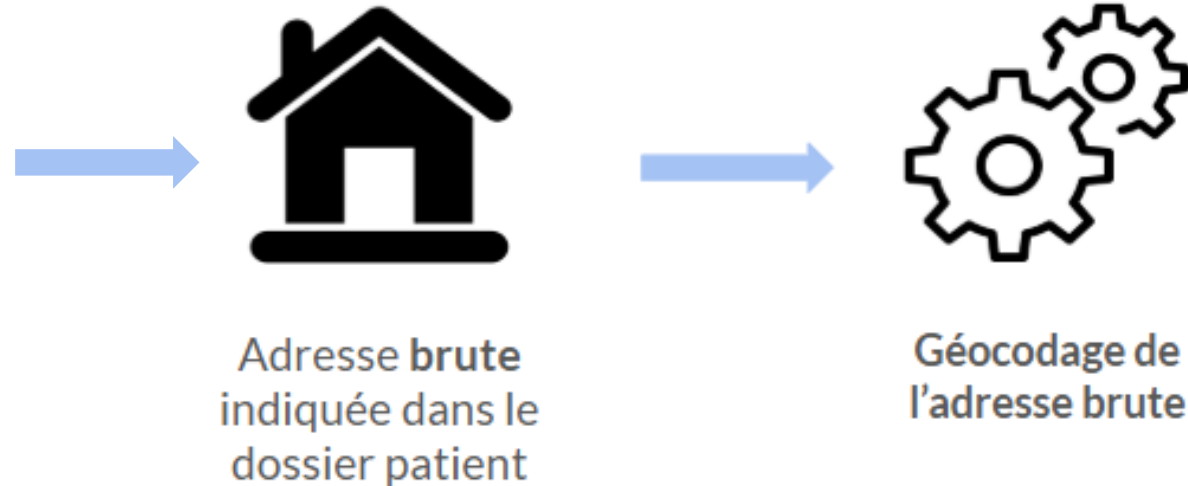 Adresse brute
indiquée dans le
dossier patient
Géocodage de
l'adresse brute